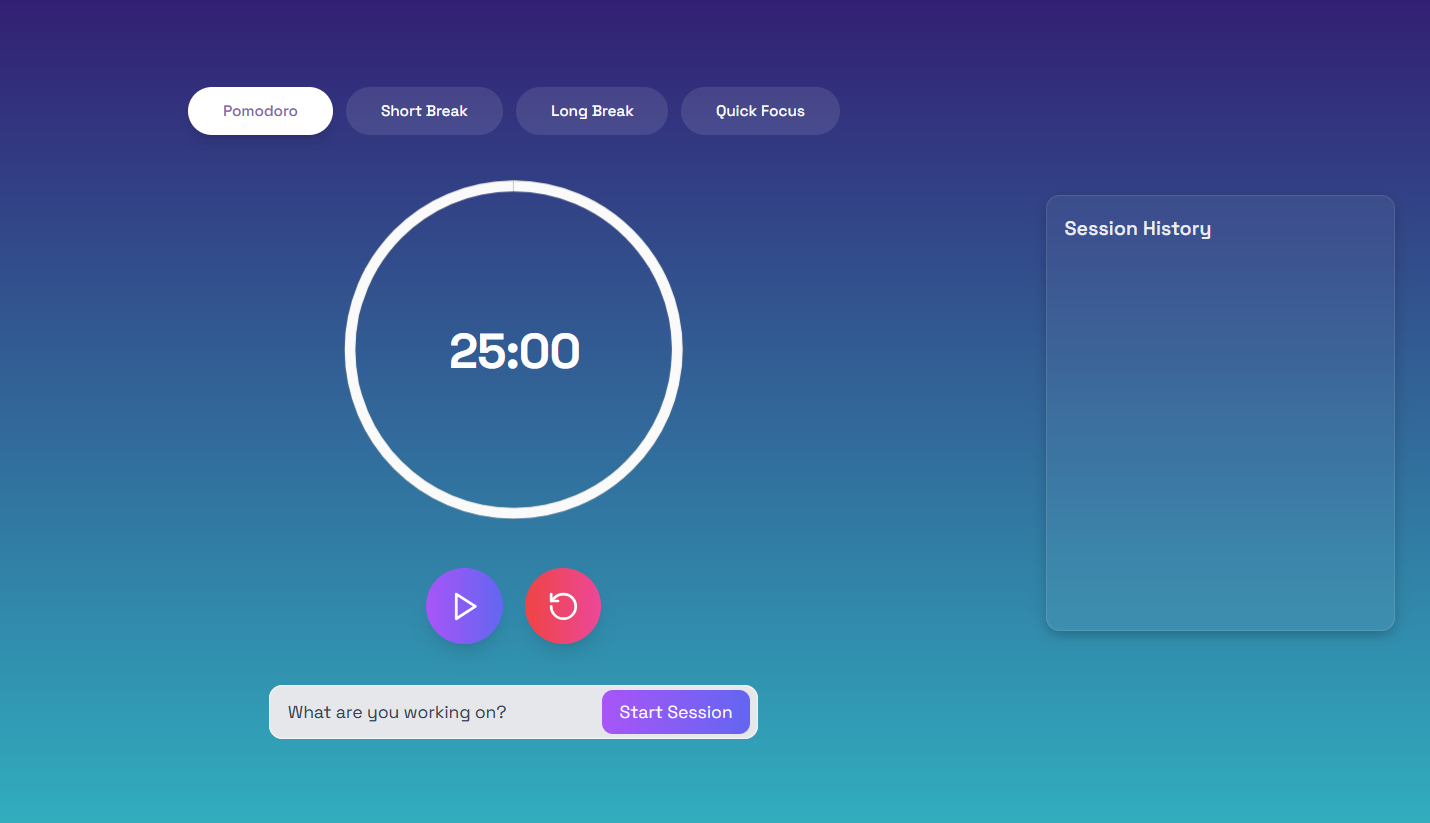 Pomodoro
Short Break
Long Break
Quick Focus
Session History
25:00
What are you working on?
Start Session